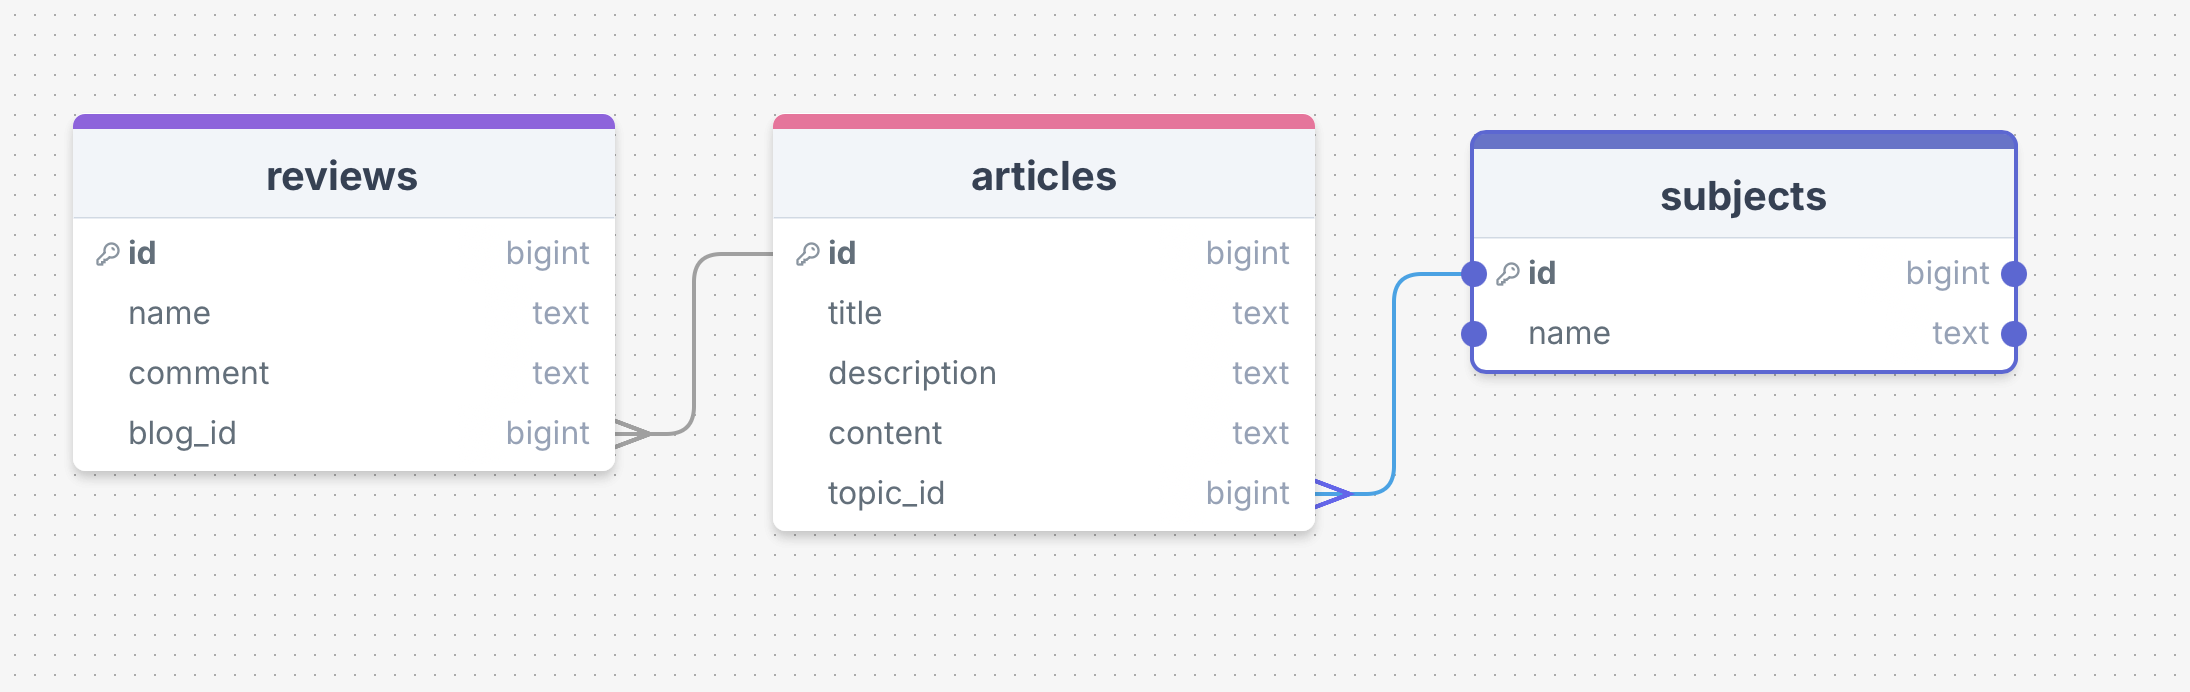 reviews
id bigint
name text
comment text
blog_id bigint
articles
id bigint
title text
description text
content text
topic_id bigint
subjects
id bigint
name text